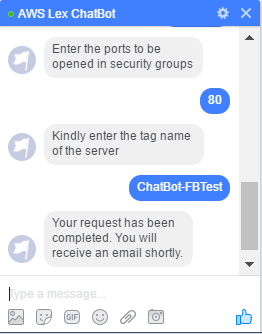 AWS Lex ChatBot
Enter the ports to be
opened in security groups
80
Kindly enter the tag name
of the server
ChatBot-FBTest
Your request has been
completed. You will
receive an email shortly.
Type a message...
GIF